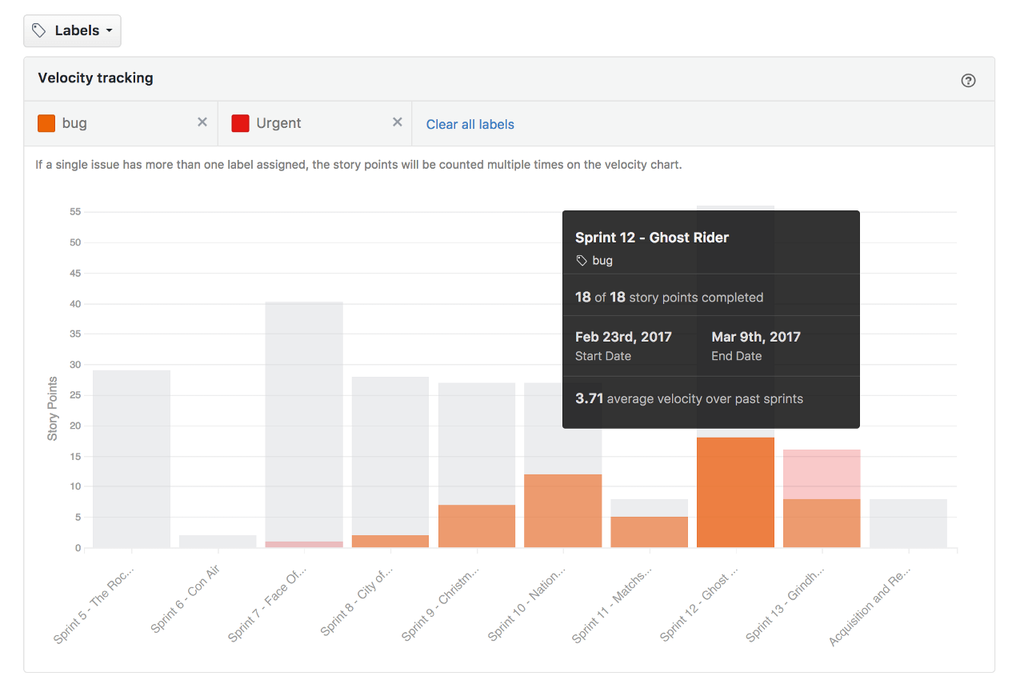 Labels
Velocity tracking
bug
Urgent
Clear all labels
If a single issue has more than one label assigned, the story points will be counted multiple times on the velocity chart.
Story Points
55
50
45
40
35
30
25
20
15
10
5
0
Sprint 12 - Ghost Rider
bug
18 of 18 story points completed
Feb 23rd, 2017 Mar 9th, 2017
Start Date End Date
3.71 average velocity over past sprints
Sprint 5 - The Roc...
Sprint 6 - Con Air
Sprint 7 - Face Of...
Sprint 8 - City of...
Sprint 9 - Christm...
Sprint 10 - Nation...
Sprint 11 - Matchs...
Sprint 12 - Ghost ...
Sprint 13 - Grindh...
Acquisition and Re...